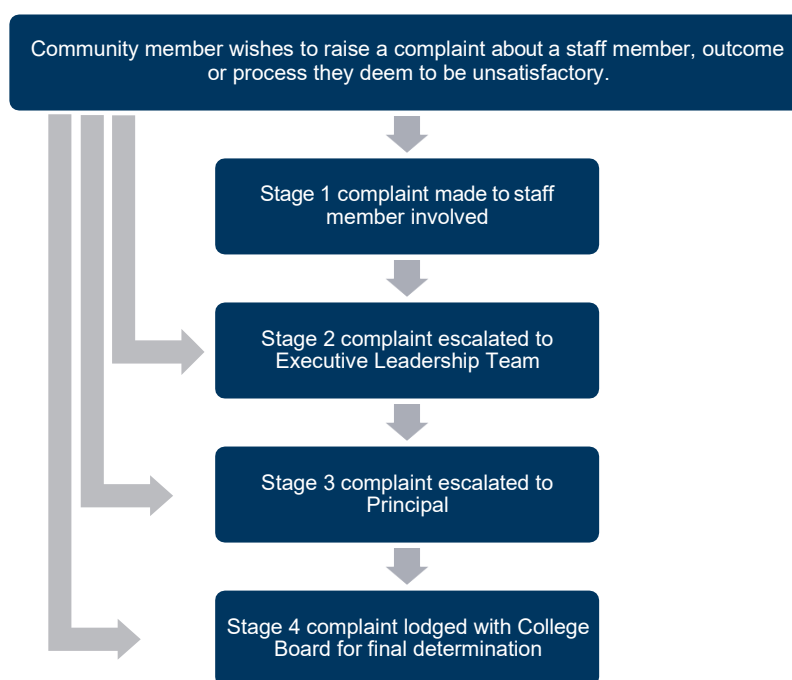 Community member wishes to raise a complaint about a staff member, outcome
or process they deem to be unsatisfactory.
Stage 1 complaint made to staff
member involved
Stage 2 complaint escalated to
Executive Leadership Team
Stage 3 complaint escalated to
Principal
Stage 4 complaint lodged with College
Board for final determination